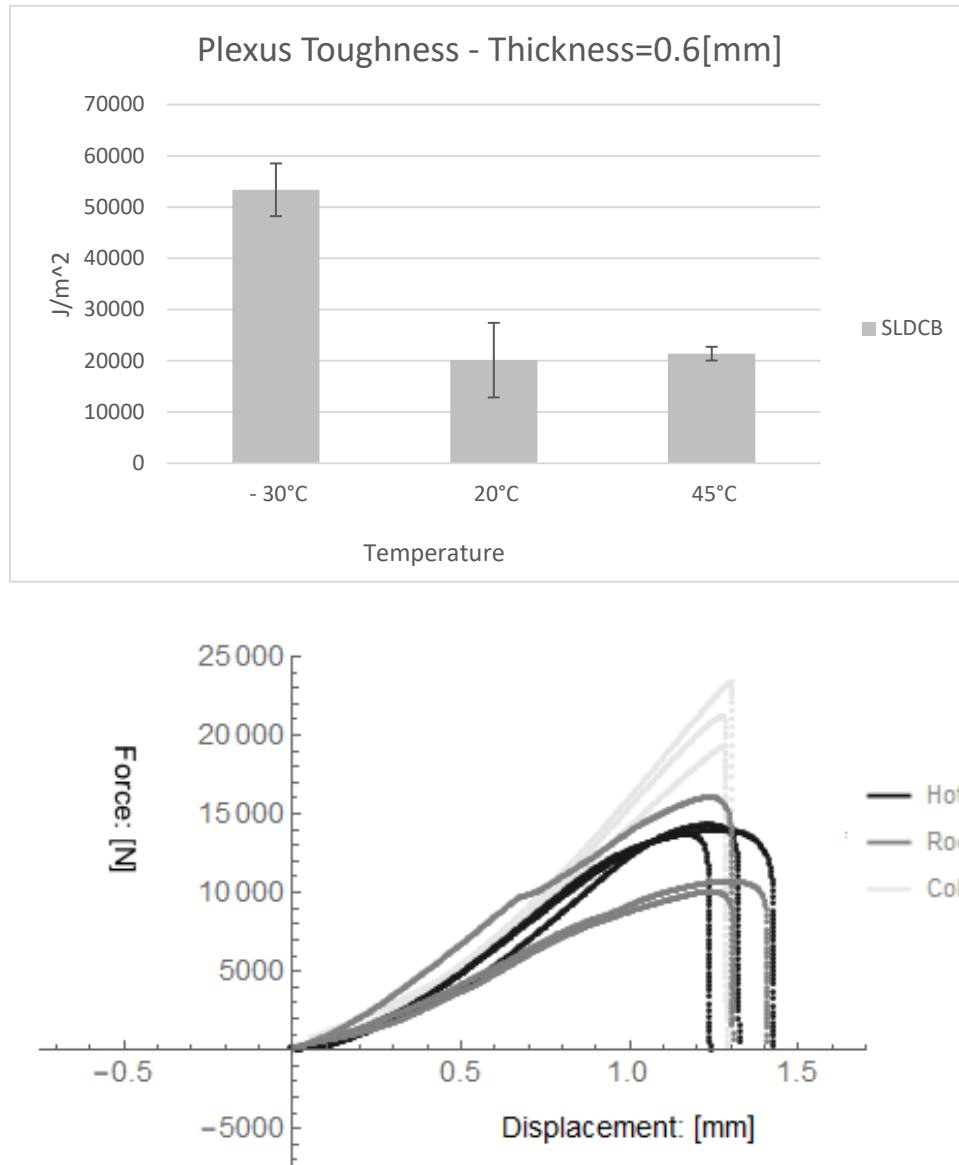 Plexus Toughness - Thickness=0.6[mm]
70000
60000
50000
40000
30000
20000
10000
0
J/m^2
- 30°C 20°C 45°C
Temperature
SLDCB
25 000
20 000
15 000
10 000
5000
−5000
Force: [N]
−0.5 0.5 1.0 1.5
Displacement: [mm]